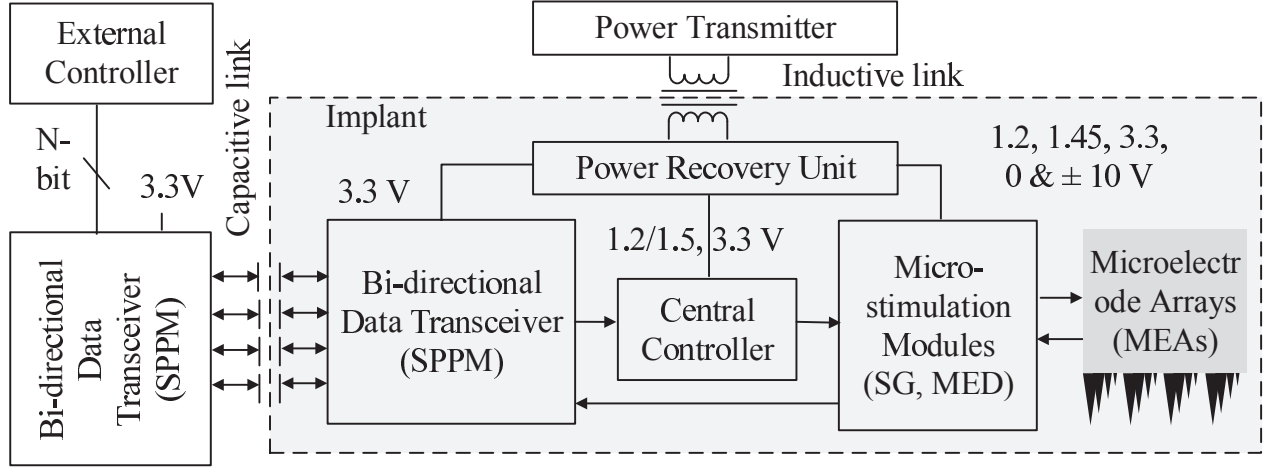 External
Controller
N-
bit
3.3V
Bi-directional
Data
Transceiver
(SPPM)
Capacitive link
Power Transmitter
Inductive link
Implant
Power Recovery Unit
1.2, 1.45, 3.3,
0 & ± 10 V
3.3 V
1.2/1.5, 3.3 V
Bi-directional
Data Transceiver
(SPPM)
Central
Controller
Micro-
stimulation
Modules
(SG, MED)
Microelectr
ode Arrays
(MEAs)